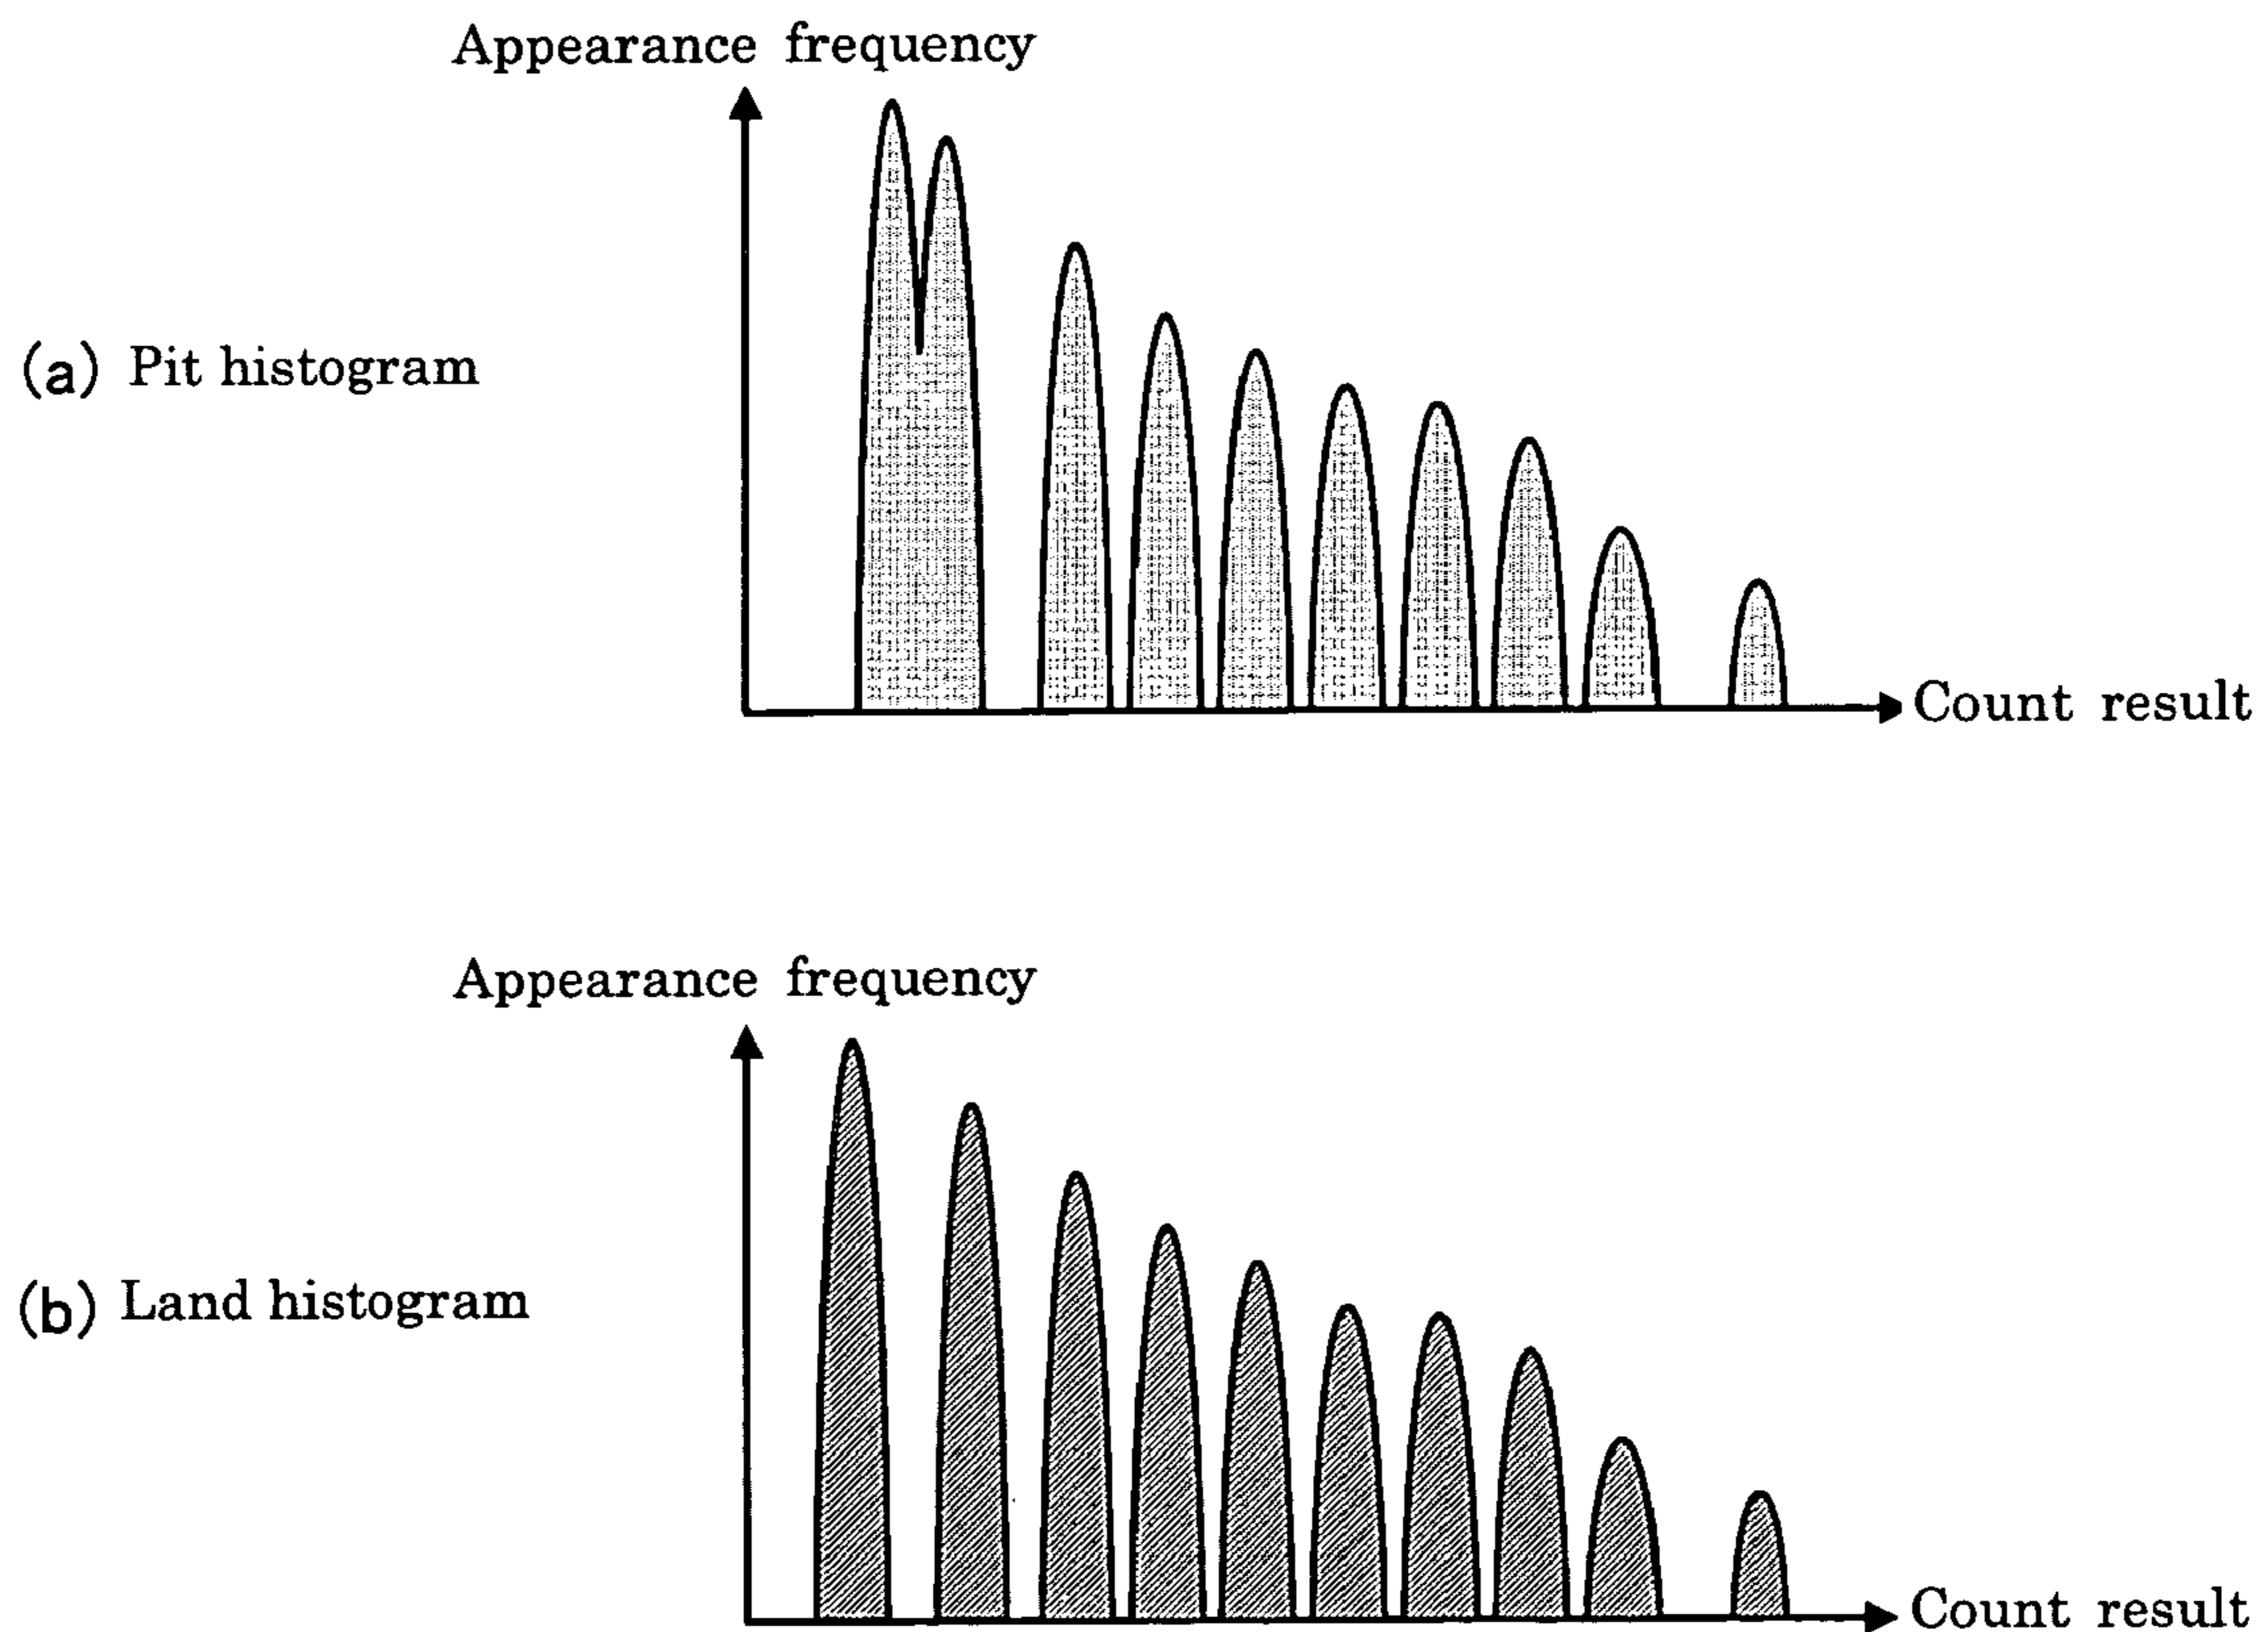 Appearance frequency
(a) Pit histogram
Count result
Appearance frequency
(b) Land histogram
Count result